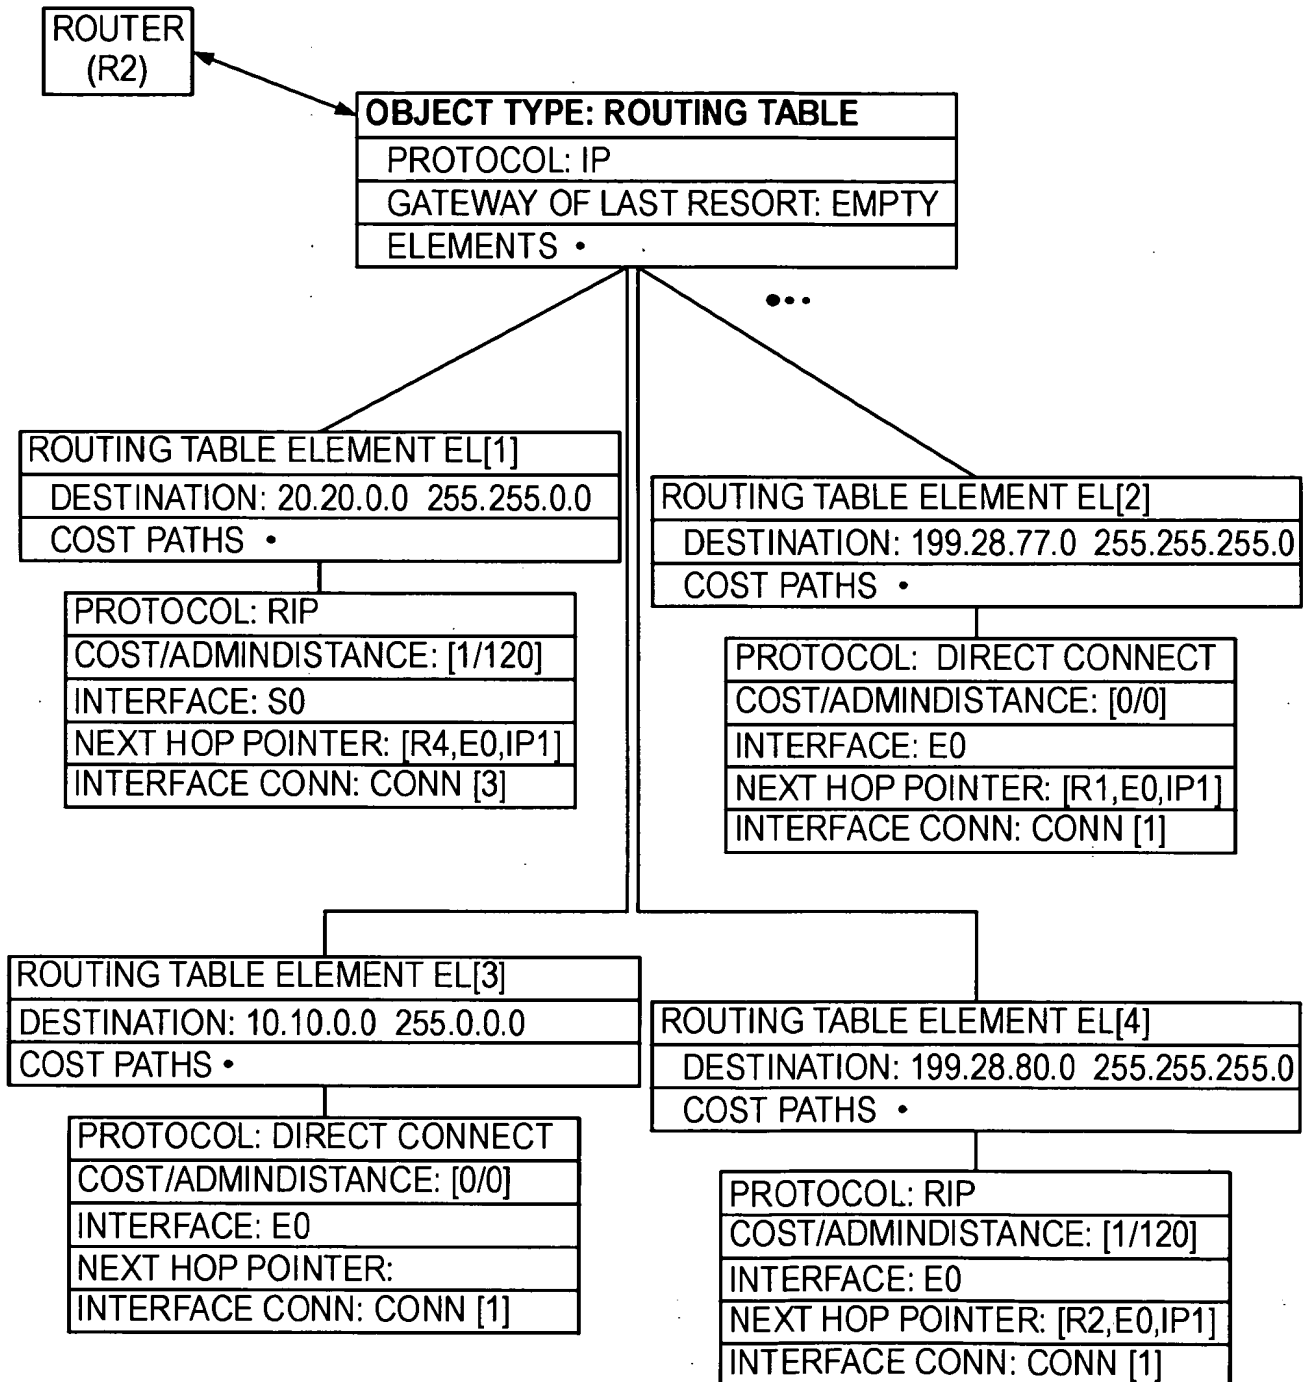 ROUTER
(R2)
OBJECT TYPE: ROUTING TABLE
PROTOCOL: IP
GATEWAY OF LAST RESORT: EMPTY
ELEMENTS •
ROUTING TABLE ELEMENT EL[1]
DESTINATION: 20.20.0.0 255.255.0.0
COST PATHS •
PROTOCOL: RIP
COST/ADMINDISTANCE: [1/120]
INTERFACE: S0
NEXT HOP POINTER: [R4,E0,IP1]
INTERFACE CONN: CONN [3]
ROUTING TABLE ELEMENT EL[2]
DESTINATION: 199.28.77.0 255.255.255.0
COST PATHS •
PROTOCOL: DIRECT CONNECT
COST/ADMINDISTANCE: [0/0]
INTERFACE: E0
NEXT HOP POINTER: [R1,E0,IP1]
INTERFACE CONN: CONN [1]
ROUTING TABLE ELEMENT EL[3]
DESTINATION: 10.10.0.0 255.0.0.0
COST PATHS •
PROTOCOL: DIRECT CONNECT
COST/ADMINDISTANCE: [0/0]
INTERFACE: E0
NEXT HOP POINTER:
INTERFACE CONN: CONN [1]
ROUTING TABLE ELEMENT EL[4]
DESTINATION: 199.28.80.0 255.255.255.0
COST PATHS •
PROTOCOL: RIP
COST/ADMINDISTANCE: [1/120]
INTERFACE: E0
NEXT HOP POINTER: [R2,E0,IP1]
INTERFACE CONN: CONN [1]